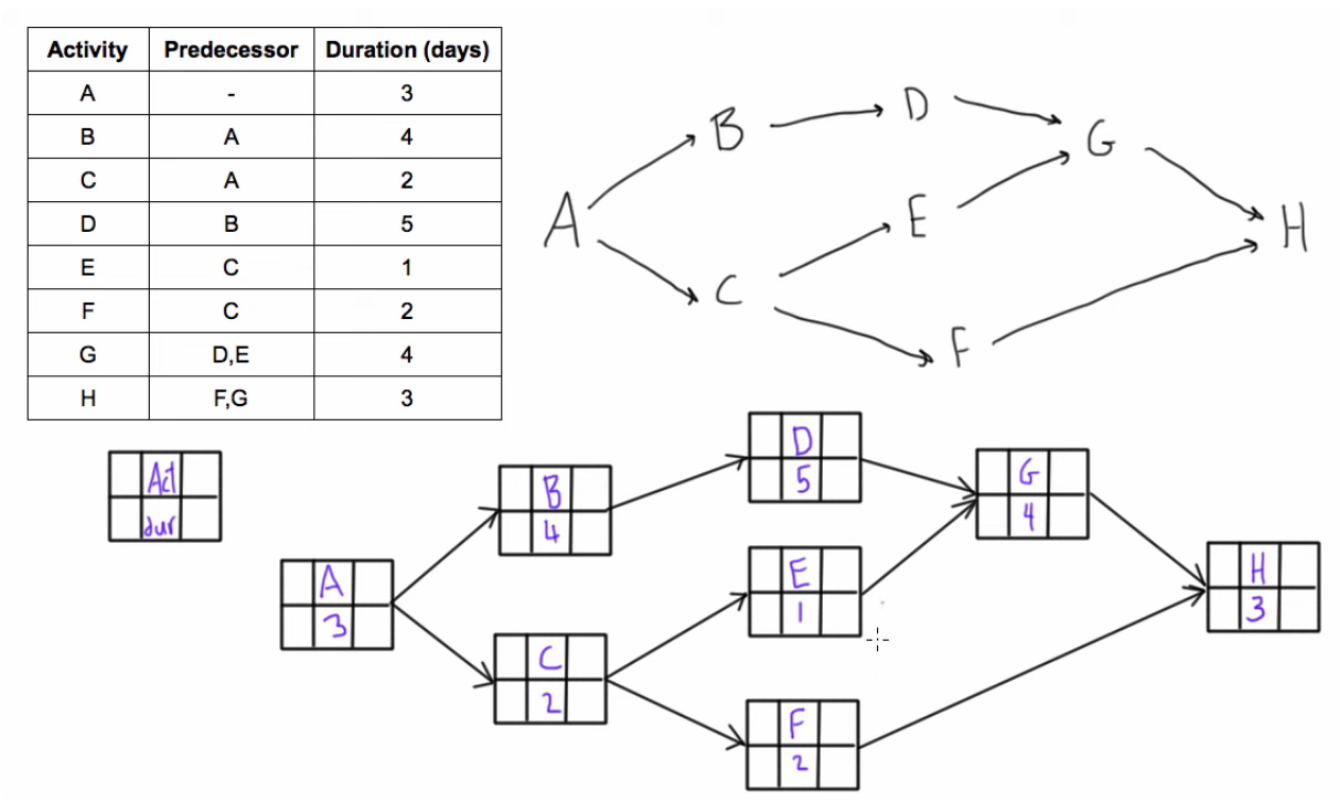 Activity Predecessor Duration (days)
A - 3
B A 4
C A 2
D B 5
E C 1
F C 2
G D,E 4
H F,G 3
B D G
A E H
C
F
Act
dur
D
5
B
4
G
4
A
3
E
1
H
3
C
2
F
2